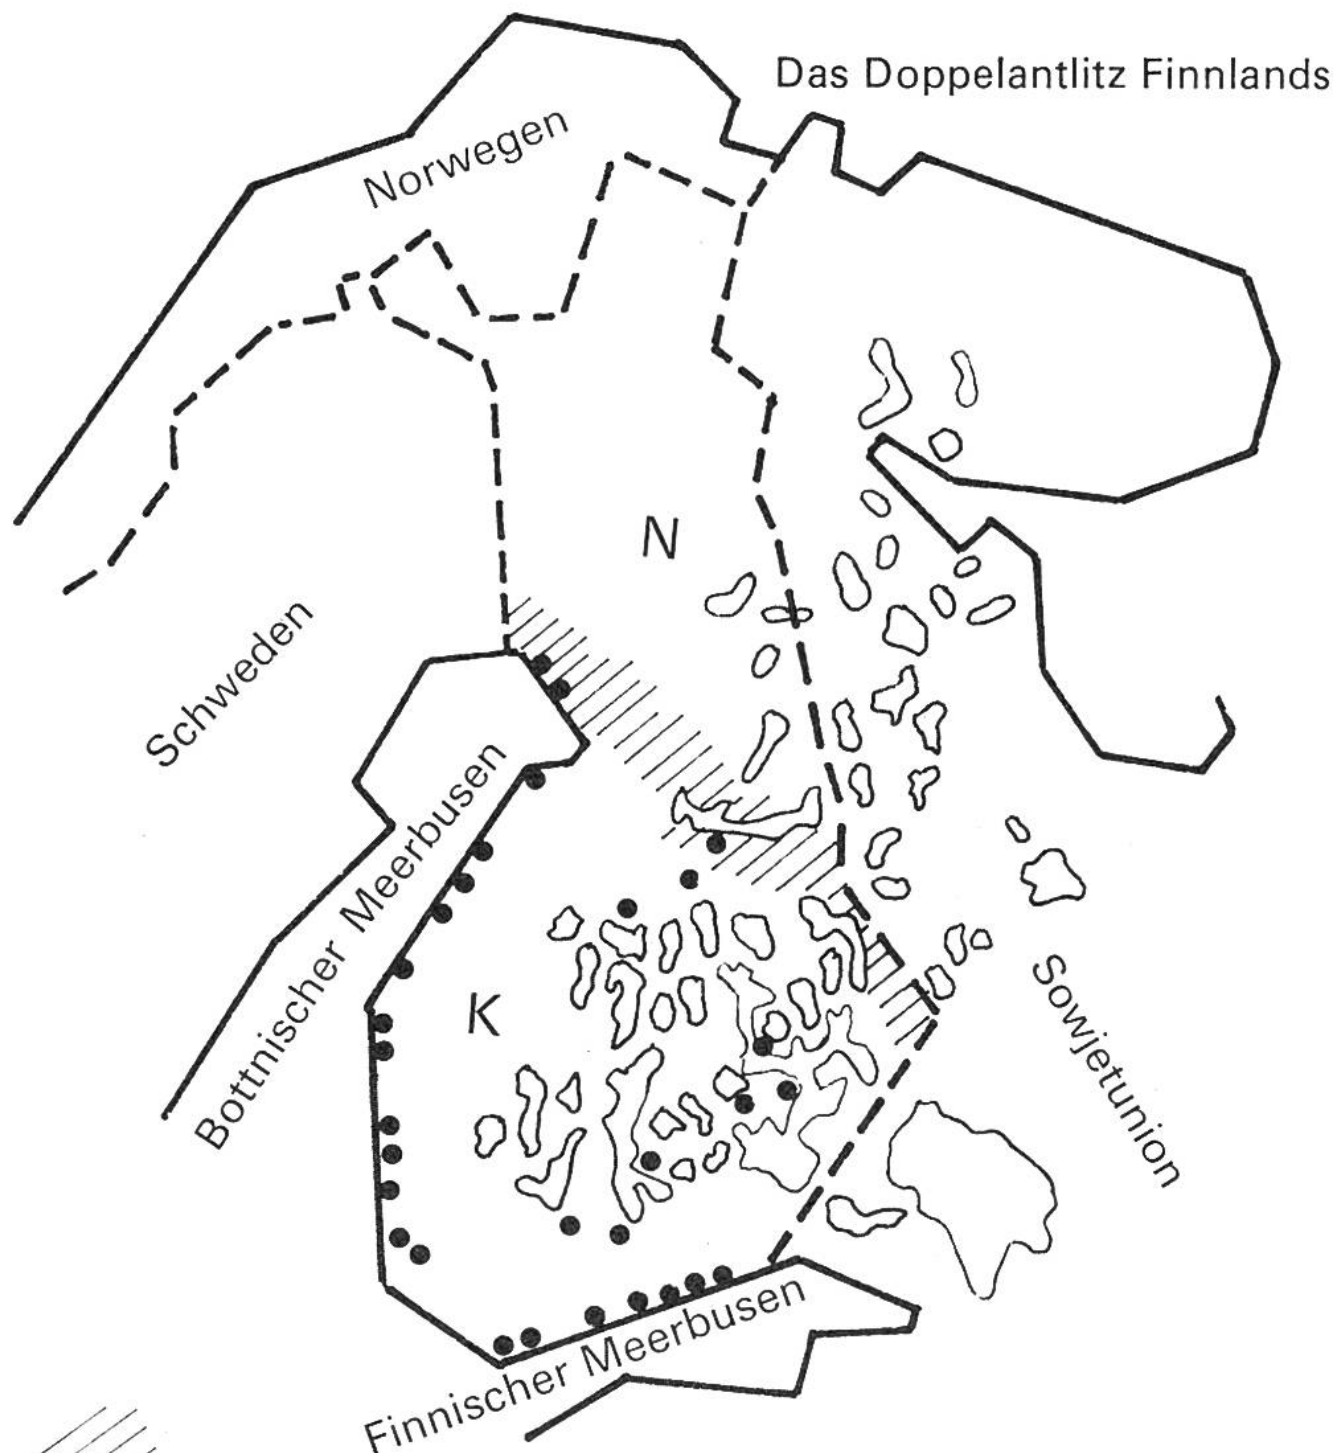 Das Doppelantlitz Finnlands
Norwegen
N
Schweden
Bottnischer Meerbusen
K
Sowjetunion
Finnischer Meerbusen